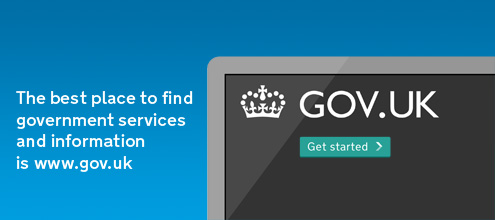 The best place to find
government services
and information
is www.gov.uk
GOV.UK
Get started